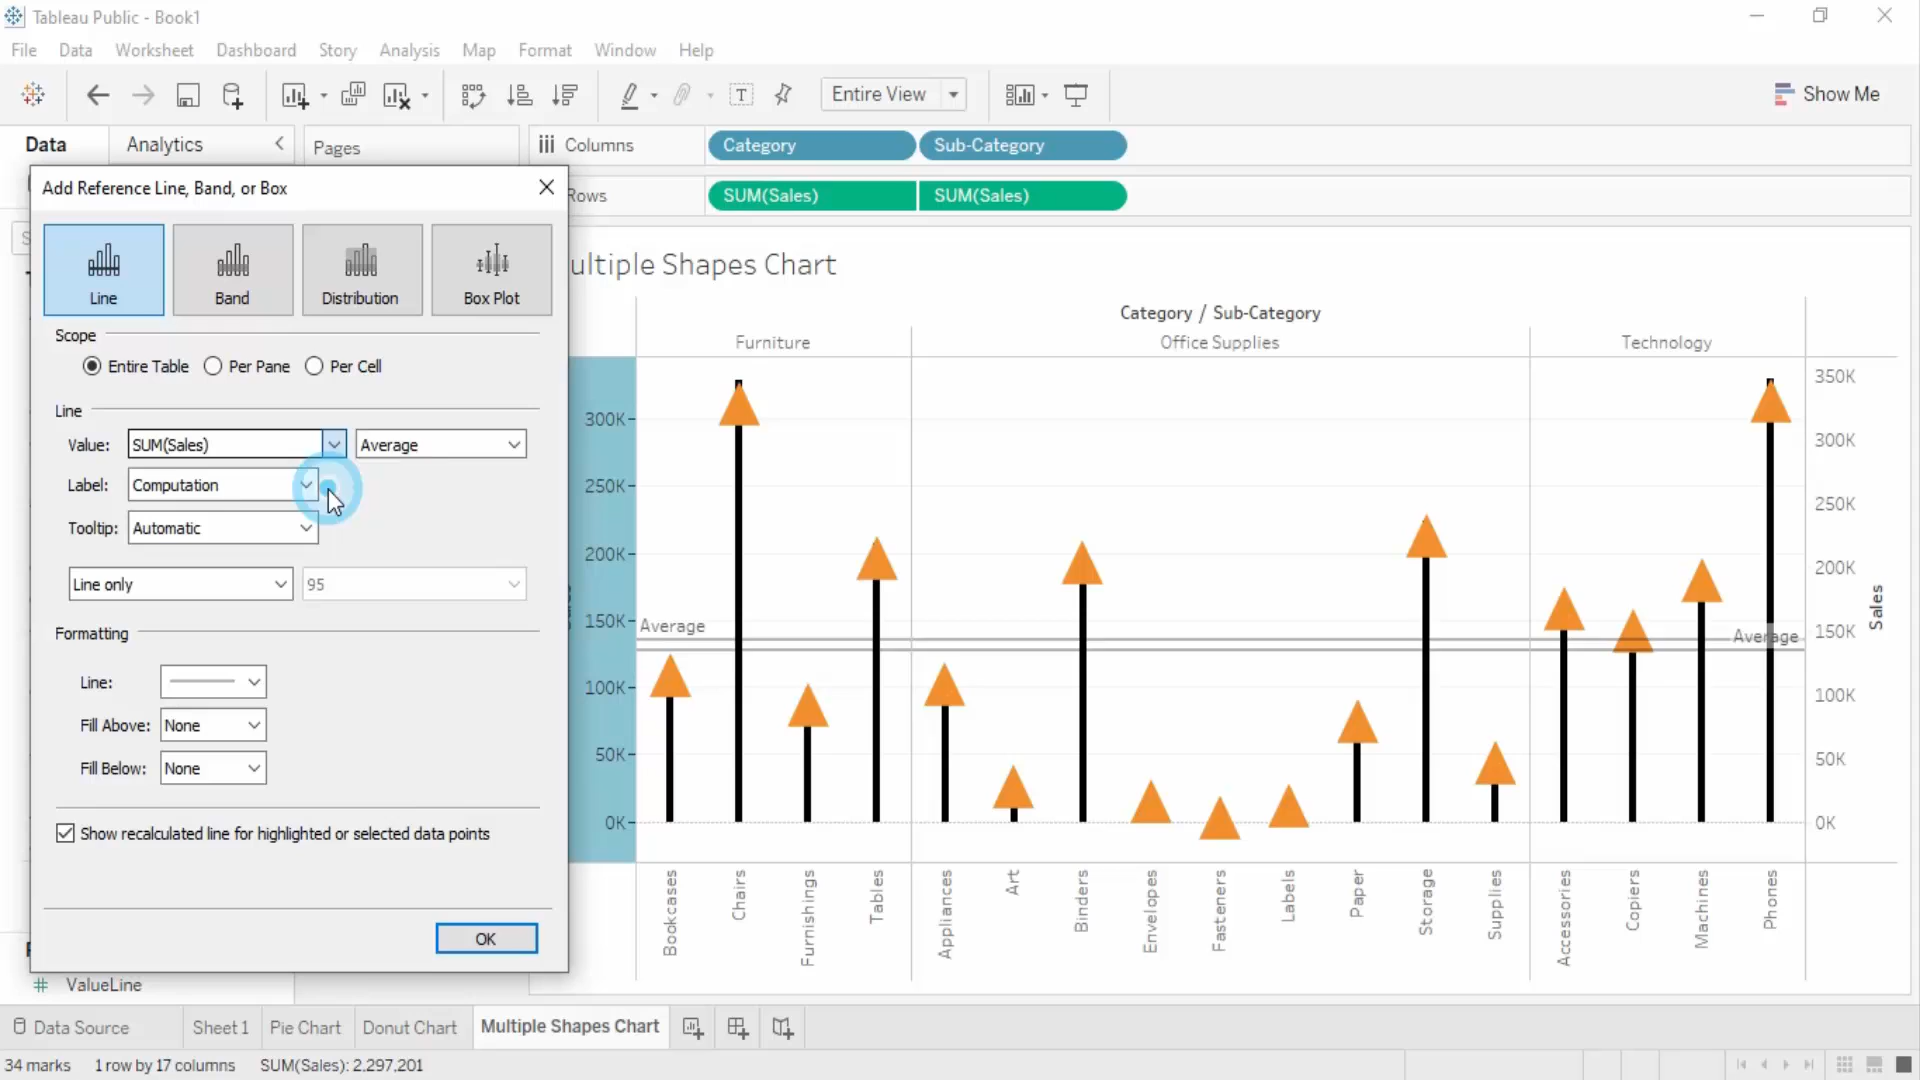 Tableau Public - Book1
File Data Worksheet Dashboard Story Analysis Map Format Window Help
Entire View
Show Me
Data Analytics Pages
Columns Category Sub-Category
Rows SUM(Sales) SUM(Sales)
Add Reference Line, Band, or Box
Line Band Distribution Box Plot
Scope
Entire Table Per Pane Per Cell
Line
Value: SUM(Sales) Average
Label: Computation
Tooltip: Automatic
Line only 95
Formatting
Line:
Fill Above: None
Fill Below: None
Show recalculated line for highlighted or selected data points
OK
ValueLine
ultiple Shapes Chart
Category / Sub-Category
Furniture Office Supplies Technology
300K
250K
200K
150K
100K
50K
0K
Average
Average
350K
300K
250K
200K
150K
100K
50K
0K
Sales
Bookcases
Chairs
Furnishings
Tables
Appliances
Art
Binders
Envelopes
Fasteners
Labels
Paper
Storage
Supplies
Accessories
Copiers
Machines
Phones
Data Source Sheet 1 Pie Chart Donut Chart Multiple Shapes Chart
34 marks 1 row by 17 columns SUM(Sales): 2,297,201